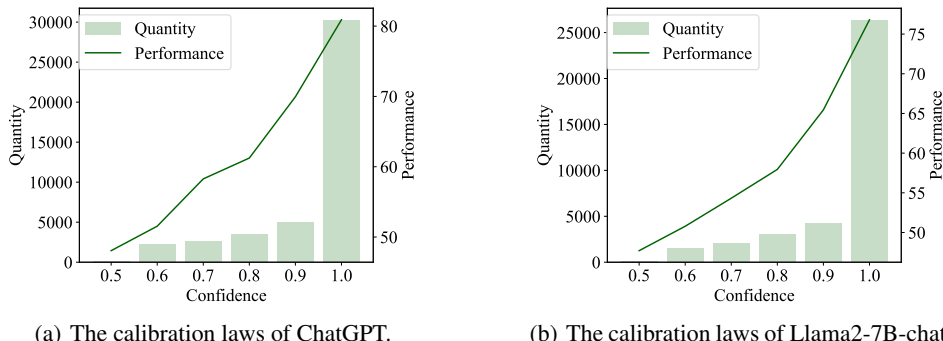 30000
25000
20000
15000
10000
5000
0
Quantity
Quantity
Performance
80
70
60
50
Performance
0.5 0.6 0.7 0.8 0.9 1.0
Confidence
(a) The calibration laws of ChatGPT.
25000
20000
15000
10000
5000
0
Quantity
Quantity
Performance
75
70
65
60
55
50
Performance
0.5 0.6 0.7 0.8 0.9 1.0
Confidence
(b) The calibration laws of Llama2-7B-chat